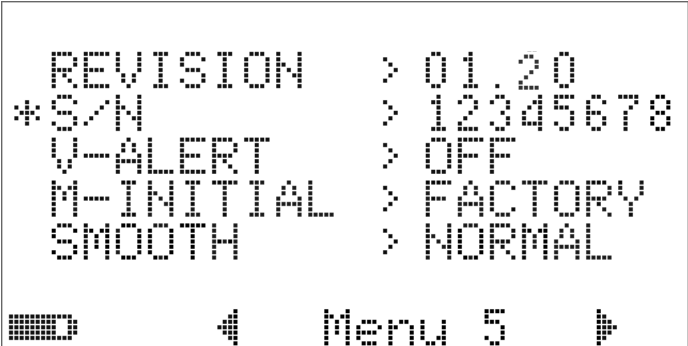 REVISION > 01.20
*S/N > 12345678
V-ALERT > OFF
M-INITIAL > FACTORY
SMOOTH > NORMAL
◀ Menu 5 ▶